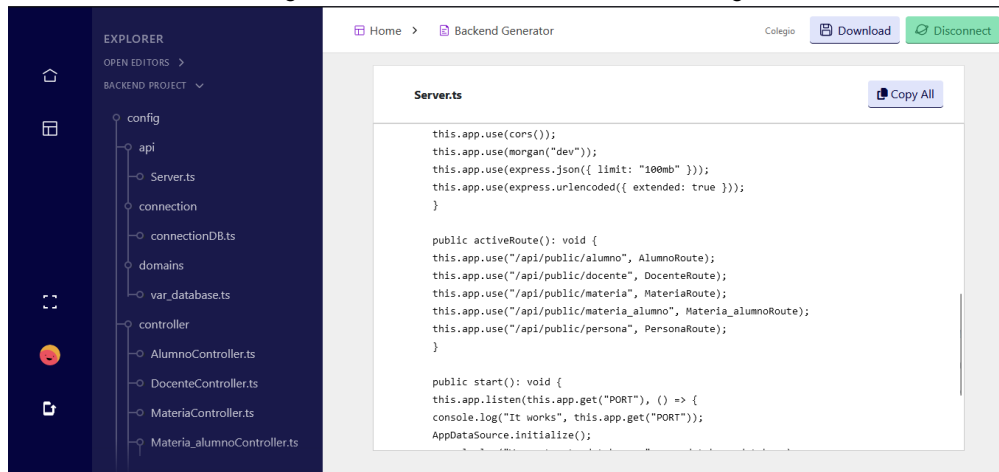 EXPLORER
OPEN EDITORS >
BACKEND PROJECT
config
api
Server.ts
connection
connectionDB.ts
domains
var_database.ts
controller
AlumnoController.ts
DocenteController.ts
MateriaController.ts
Materia_alumnoController.ts
Home > Backend Generator
Colegio
Download
Disconnect
Server.ts
Copy All
this.app.use(cors());
this.app.use(morgan("dev"));
this.app.use(express.json({ limit: "100mb" }));
this.app.use(express.urlencoded({ extended: true }));
}
public activeRoute(): void {
this.app.use("/api/public/alumno", AlumnoRoute);
this.app.use("/api/public/docente", DocenteRoute);
this.app.use("/api/public/materia", MateriaRoute);
this.app.use("/api/public/materia_alumno", Materia_alumnoRoute);
this.app.use("/api/public/persona", PersonaRoute);
}
public start(): void {
this.app.listen(this.app.get("PORT"), () => {
console.log("It works", this.app.get("PORT"));
AppDataSource.initialize();